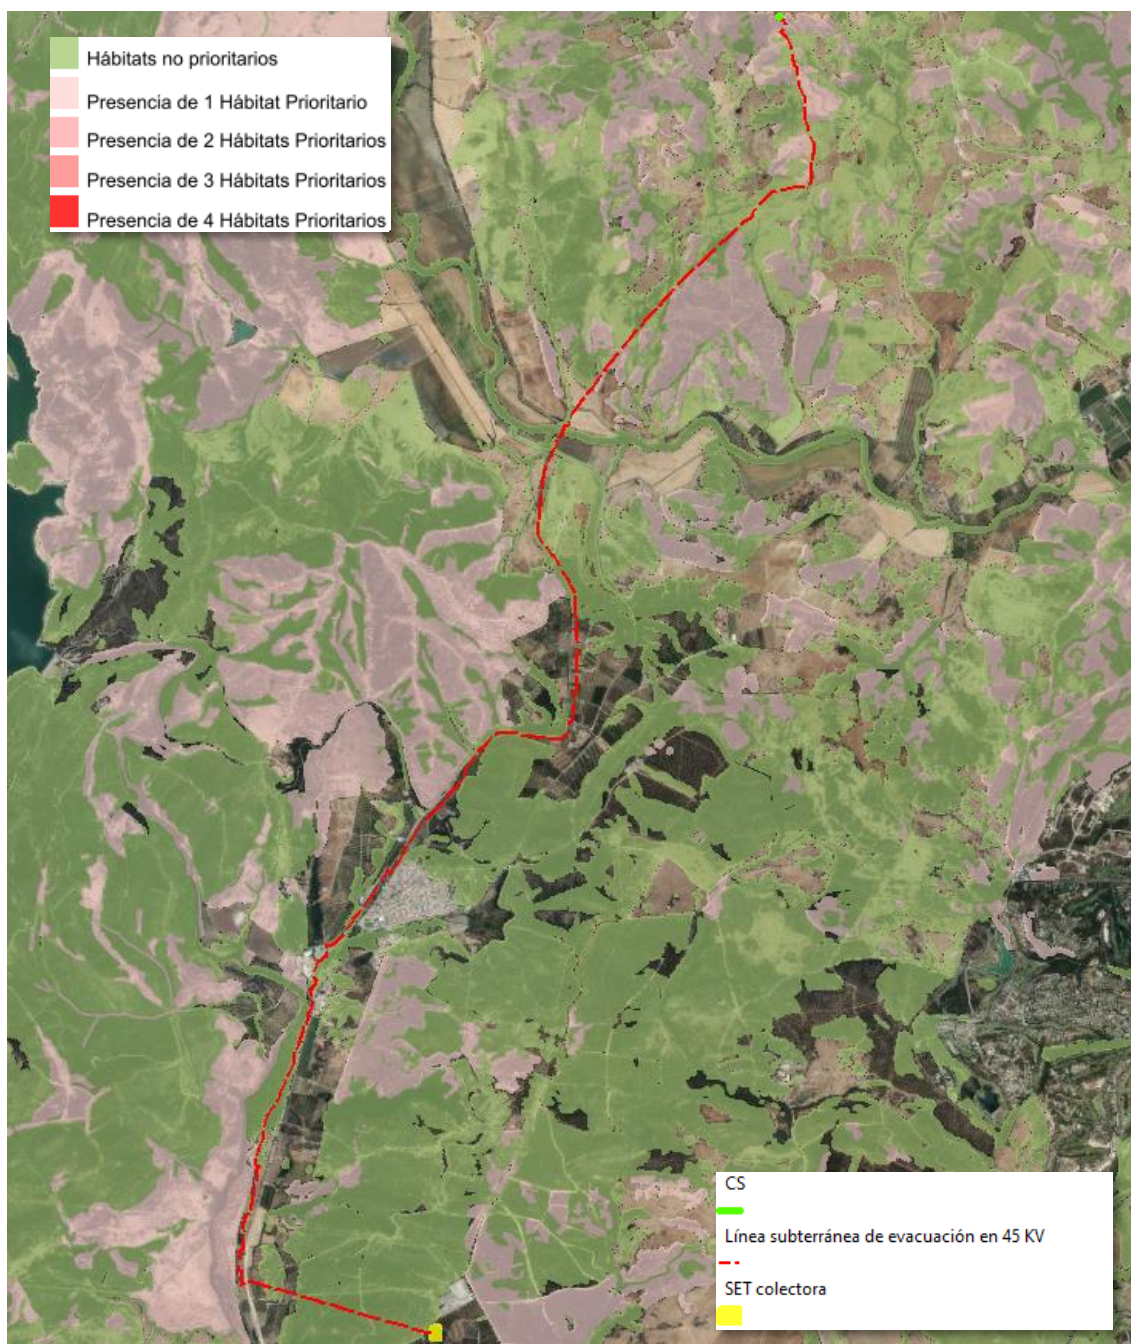 Hábitats no prioritarios
Presencia de 1 Hábitat Prioritario
Presencia de 2 Hábitats Prioritarios
Presencia de 3 Hábitats Prioritarios
Presencia de 4 Hábitats Prioritarios
CS
Línea subterránea de evacuación en 45 KV
SET colectora